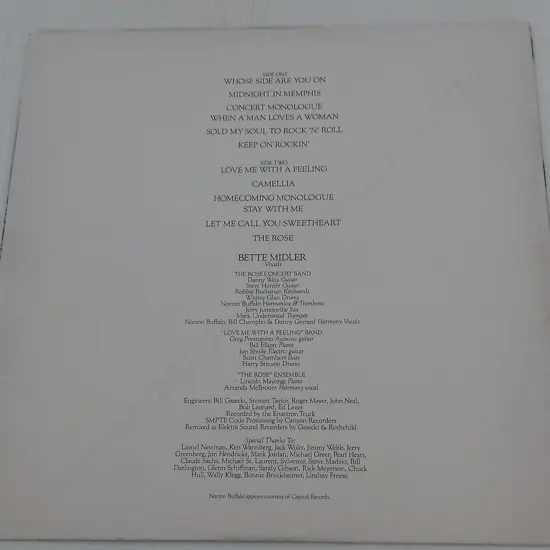 SIDE ONE
WHOSE SIDE ARE YOU ON
MIDNIGHT IN MEMPHIS
CONCERT MONOLOGUE
WHEN A MAN LOVES A WOMAN
SOLD MY SOUL TO ROCK 'N' ROLL
KEEP ON ROCKIN'
SIDE TWO
LOVE ME WITH A FEELING
CAMELLIA
HOMECOMING MONOLOGUE
STAY WITH ME
LET ME CALL YOU SWEETHEART
THE ROSE
BETTE MIDLER
Vocals
THE ROSE CONCERT BAND
Danny Weis Guitar
Steve Hunter Guitar
Robbie Buchanan Keyboards
Whitey Glan Drums
Norton Buffalo Harmonica & Trombone
Jerry Jumonville Sax
Mark Underwood Trumpet
Norton Buffalo, Bill Champlin & Donny Gerrard Harmony Vocals
"LOVE ME WITH A FEELING" BAND
Greg Prestopino Acoustic guitar
Bill Elliott Piano
Jon Sholle Electric guitar
Scott Chambers Bass
Harry Stinson Drums
"THE ROSE" ENSEMBLE
Lincoln Mayorga Piano
Amanda McBroom Harmony vocal
Engineers: Bill Gazecki, Stewart Taylor, Roger Mayer, John Neal,
Bob Leonard, Ed Lever
Recorded by the Enactron Truck
SMPTE Code Processing by Canyon Recorders
Remixed at Elektra Sound Recorders by Gazecki & Rothchild
Special Thanks To:
Lionel Newman, Ken Wannberg, Jack Wolter, Jimmy Webb, Jerry
Greenberg, Jon Hendricks, Mark Jordan, Michael Greer, Pearl Heart,
Claude Sacha, Michael St. Laurent, Sylvester, Steve Madaio, Bill
Darlington, Glenn Schiffman, Sandy Gibson, Rick Meyerson, Chuck
Hull, Wally Klegg, Bonnie Bruckheimer, Lindsay Freese.
Norton Buffalo appears courtesy of Capitol Records.